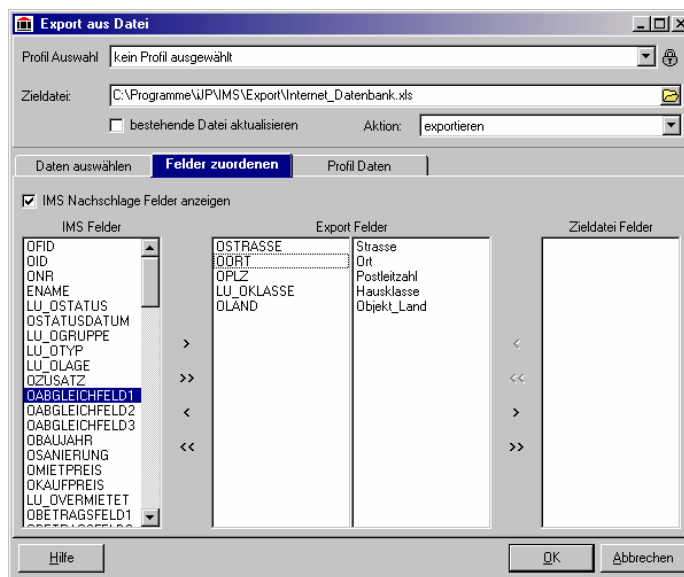 Export aus Datei
Profil Auswahl kein Profil ausgewählt
Zieldatei: C:\Programme\IJP\IMS\Export\Internet_Datenbank.xls
bestehende Datei aktualisieren Aktion: exportieren
Daten auswählen Felder zuordenen Profil Daten
IMS Nachschlage Felder anzeigen
IMS Felder Export Felder Zieldatei Felder
OFID OSTRASSE Strasse
OID OORT Ort
ONR OPLZ Postleitzahl
ENAME LU_OKLASSE Hausklasse
LU_OSTATUS OLAND Objekt_Land
OSTATUSDATUM
LU_OGRUPPE
LU_OTYP > <
LU_OLAGE
OZUSATZ >> <<
OABGLEICHFELD1
OABGLEICHFELD2 < >
OABGLEICHFELD3
OBAUJAHR << >>
OSANIERUNG
OMIETPREIS
OKAUFPREIS
LU_OVERMIETET
OBETRAGSFELD1
Hilfe OK Abbrechen